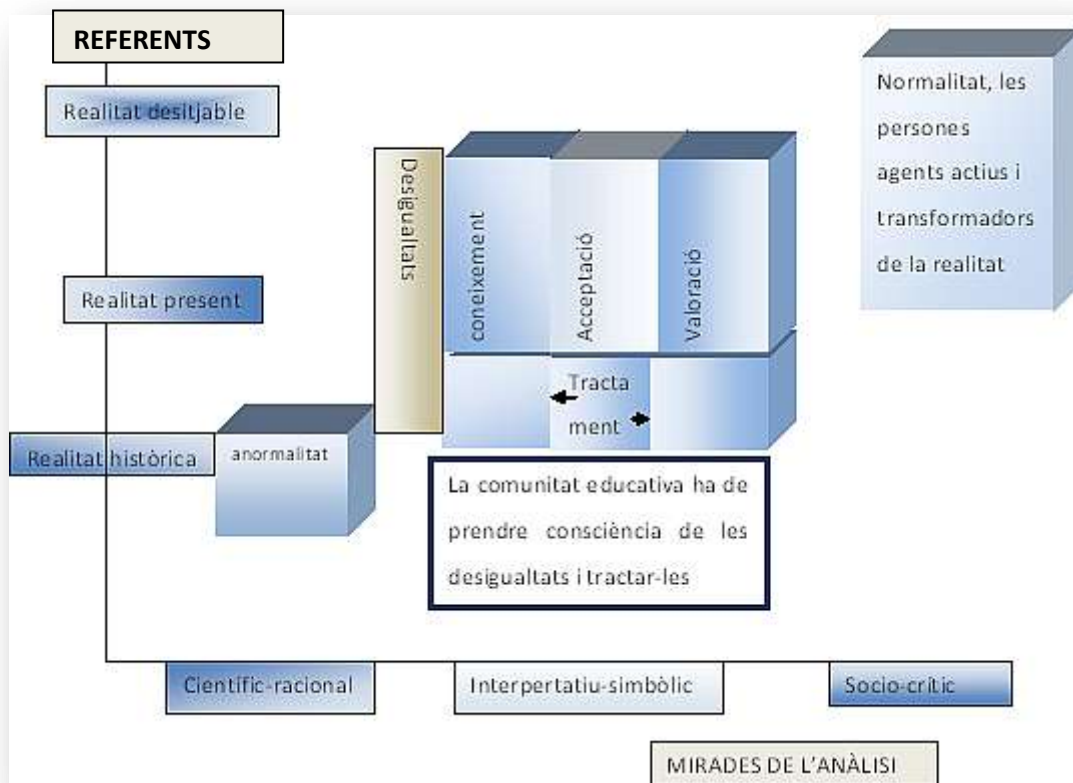 REFERENTS
Realitat desitjable
Normalitat, les
persones
agents actius i
transformadors
de la realitat
Desigualtats
coneixement
Acceptació
Valoració
Realitat present
Tracta
ment
Realitat històrica
anormalitat
La comunitat educativa ha de
prendre consciència de les
desigualtats i tractar-les
Científic-racional
Interpertatiu-simbòlic
Socio-crític
MIRADES DE L'ANÀLISI